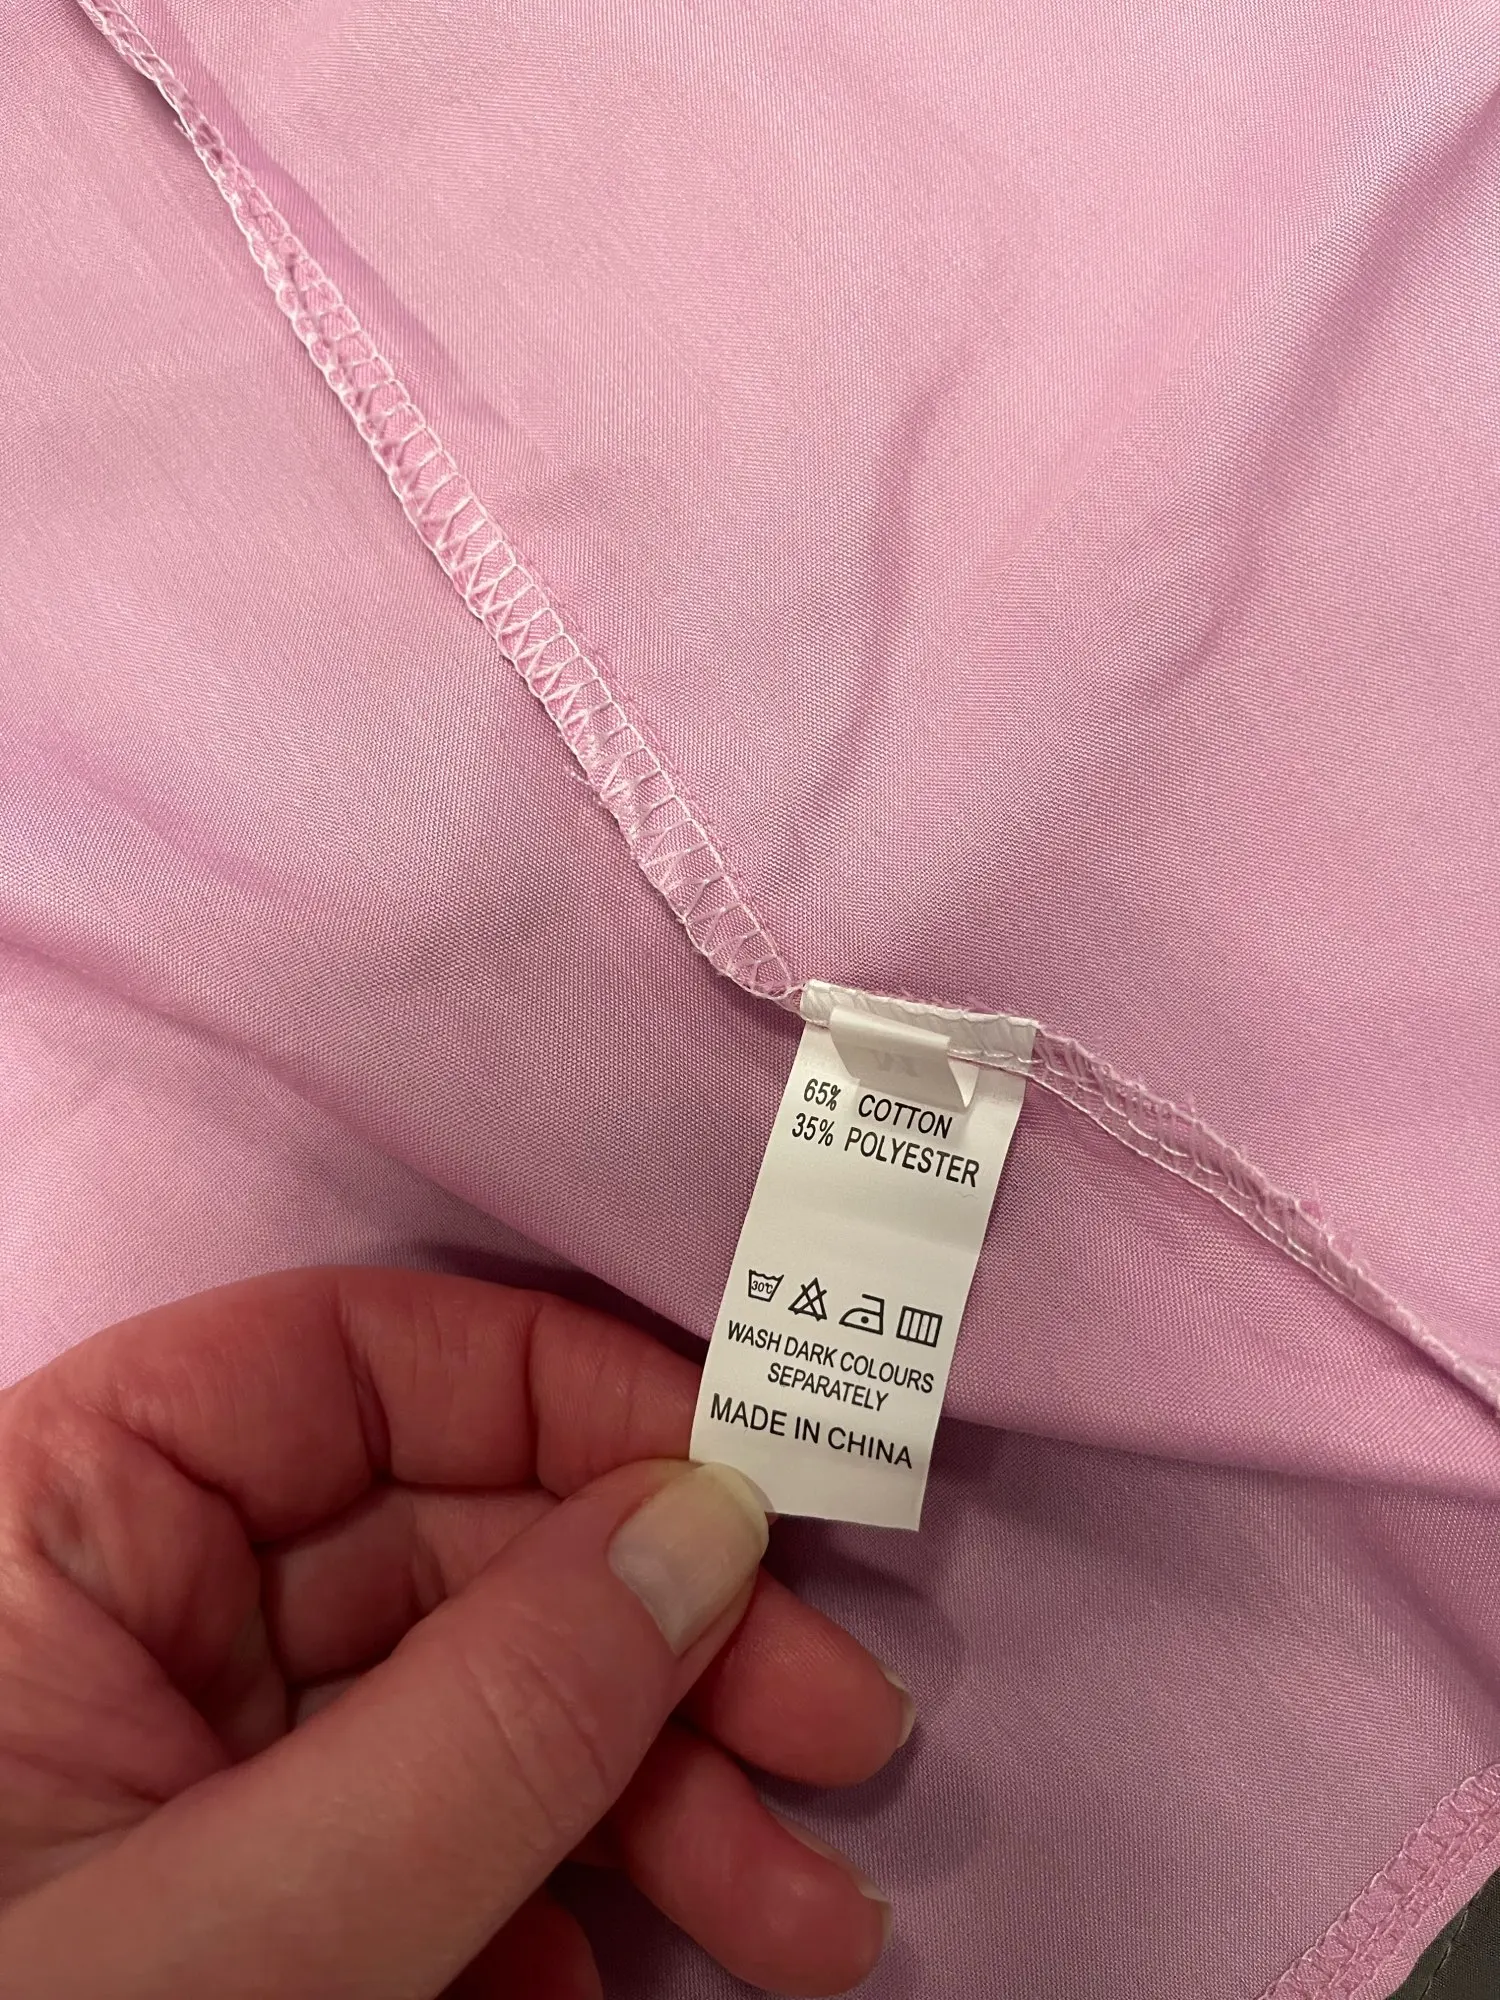 65% COTTON
35% POLYESTER
30℃
WASH DARK COLOURS
SEPARATELY
MADE IN CHINA